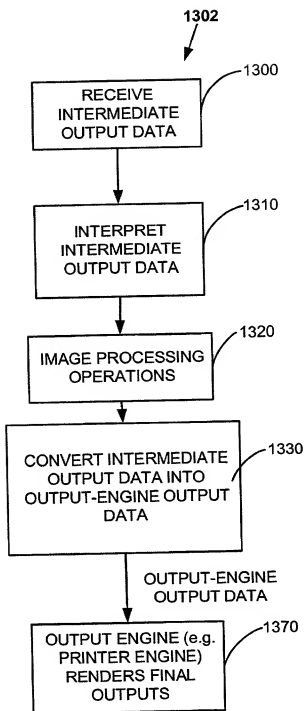 1302
1300
RECEIVE
INTERMEDIATE
OUTPUT DATA
1310
INTERPRET
INTERMEDIATE
OUTPUT DATA
1320
IMAGE PROCESSING
OPERATIONS
1330
CONVERT INTERMEDIATE
OUTPUT DATA INTO
OUTPUT-ENGINE OUTPUT
DATA
OUTPUT-ENGINE
OUTPUT DATA
1370
OUTPUT ENGINE (e.g.
PRINTER ENGINE)
RENDERS FINAL
OUTPUTS